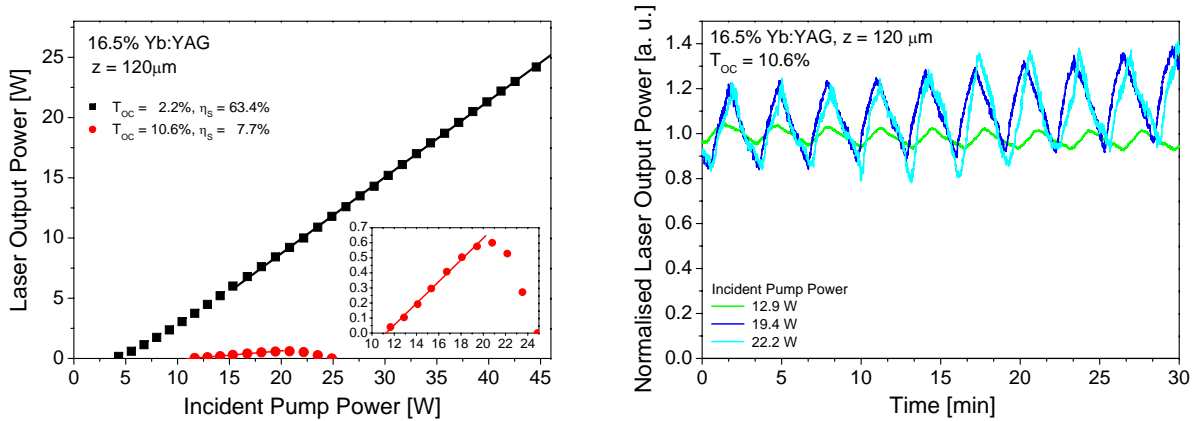 16.5% Yb:YAG
z = 120μm
T_OC = 2.2%, η_S = 63.4%
T_OC = 10.6%, η_S = 7.7%
Laser Output Power [W]
25
20
15
10
5
0
0 5 10 15 20 25 30 35 40 45
Incident Pump Power [W]
0.7
0.6
0.5
0.4
0.3
0.2
0.1
0.0
10 12 14 16 18 20 22 24
16.5% Yb:YAG, z = 120 μm
T_OC = 10.6%
Normalised Laser Output Power [a. u.]
1.4
1.2
1.0
0.8
0.6
0.4
0.2
0.0
Incident Pump Power
12.9 W
19.4 W
22.2 W
0 5 10 15 20 25 30
Time [min]